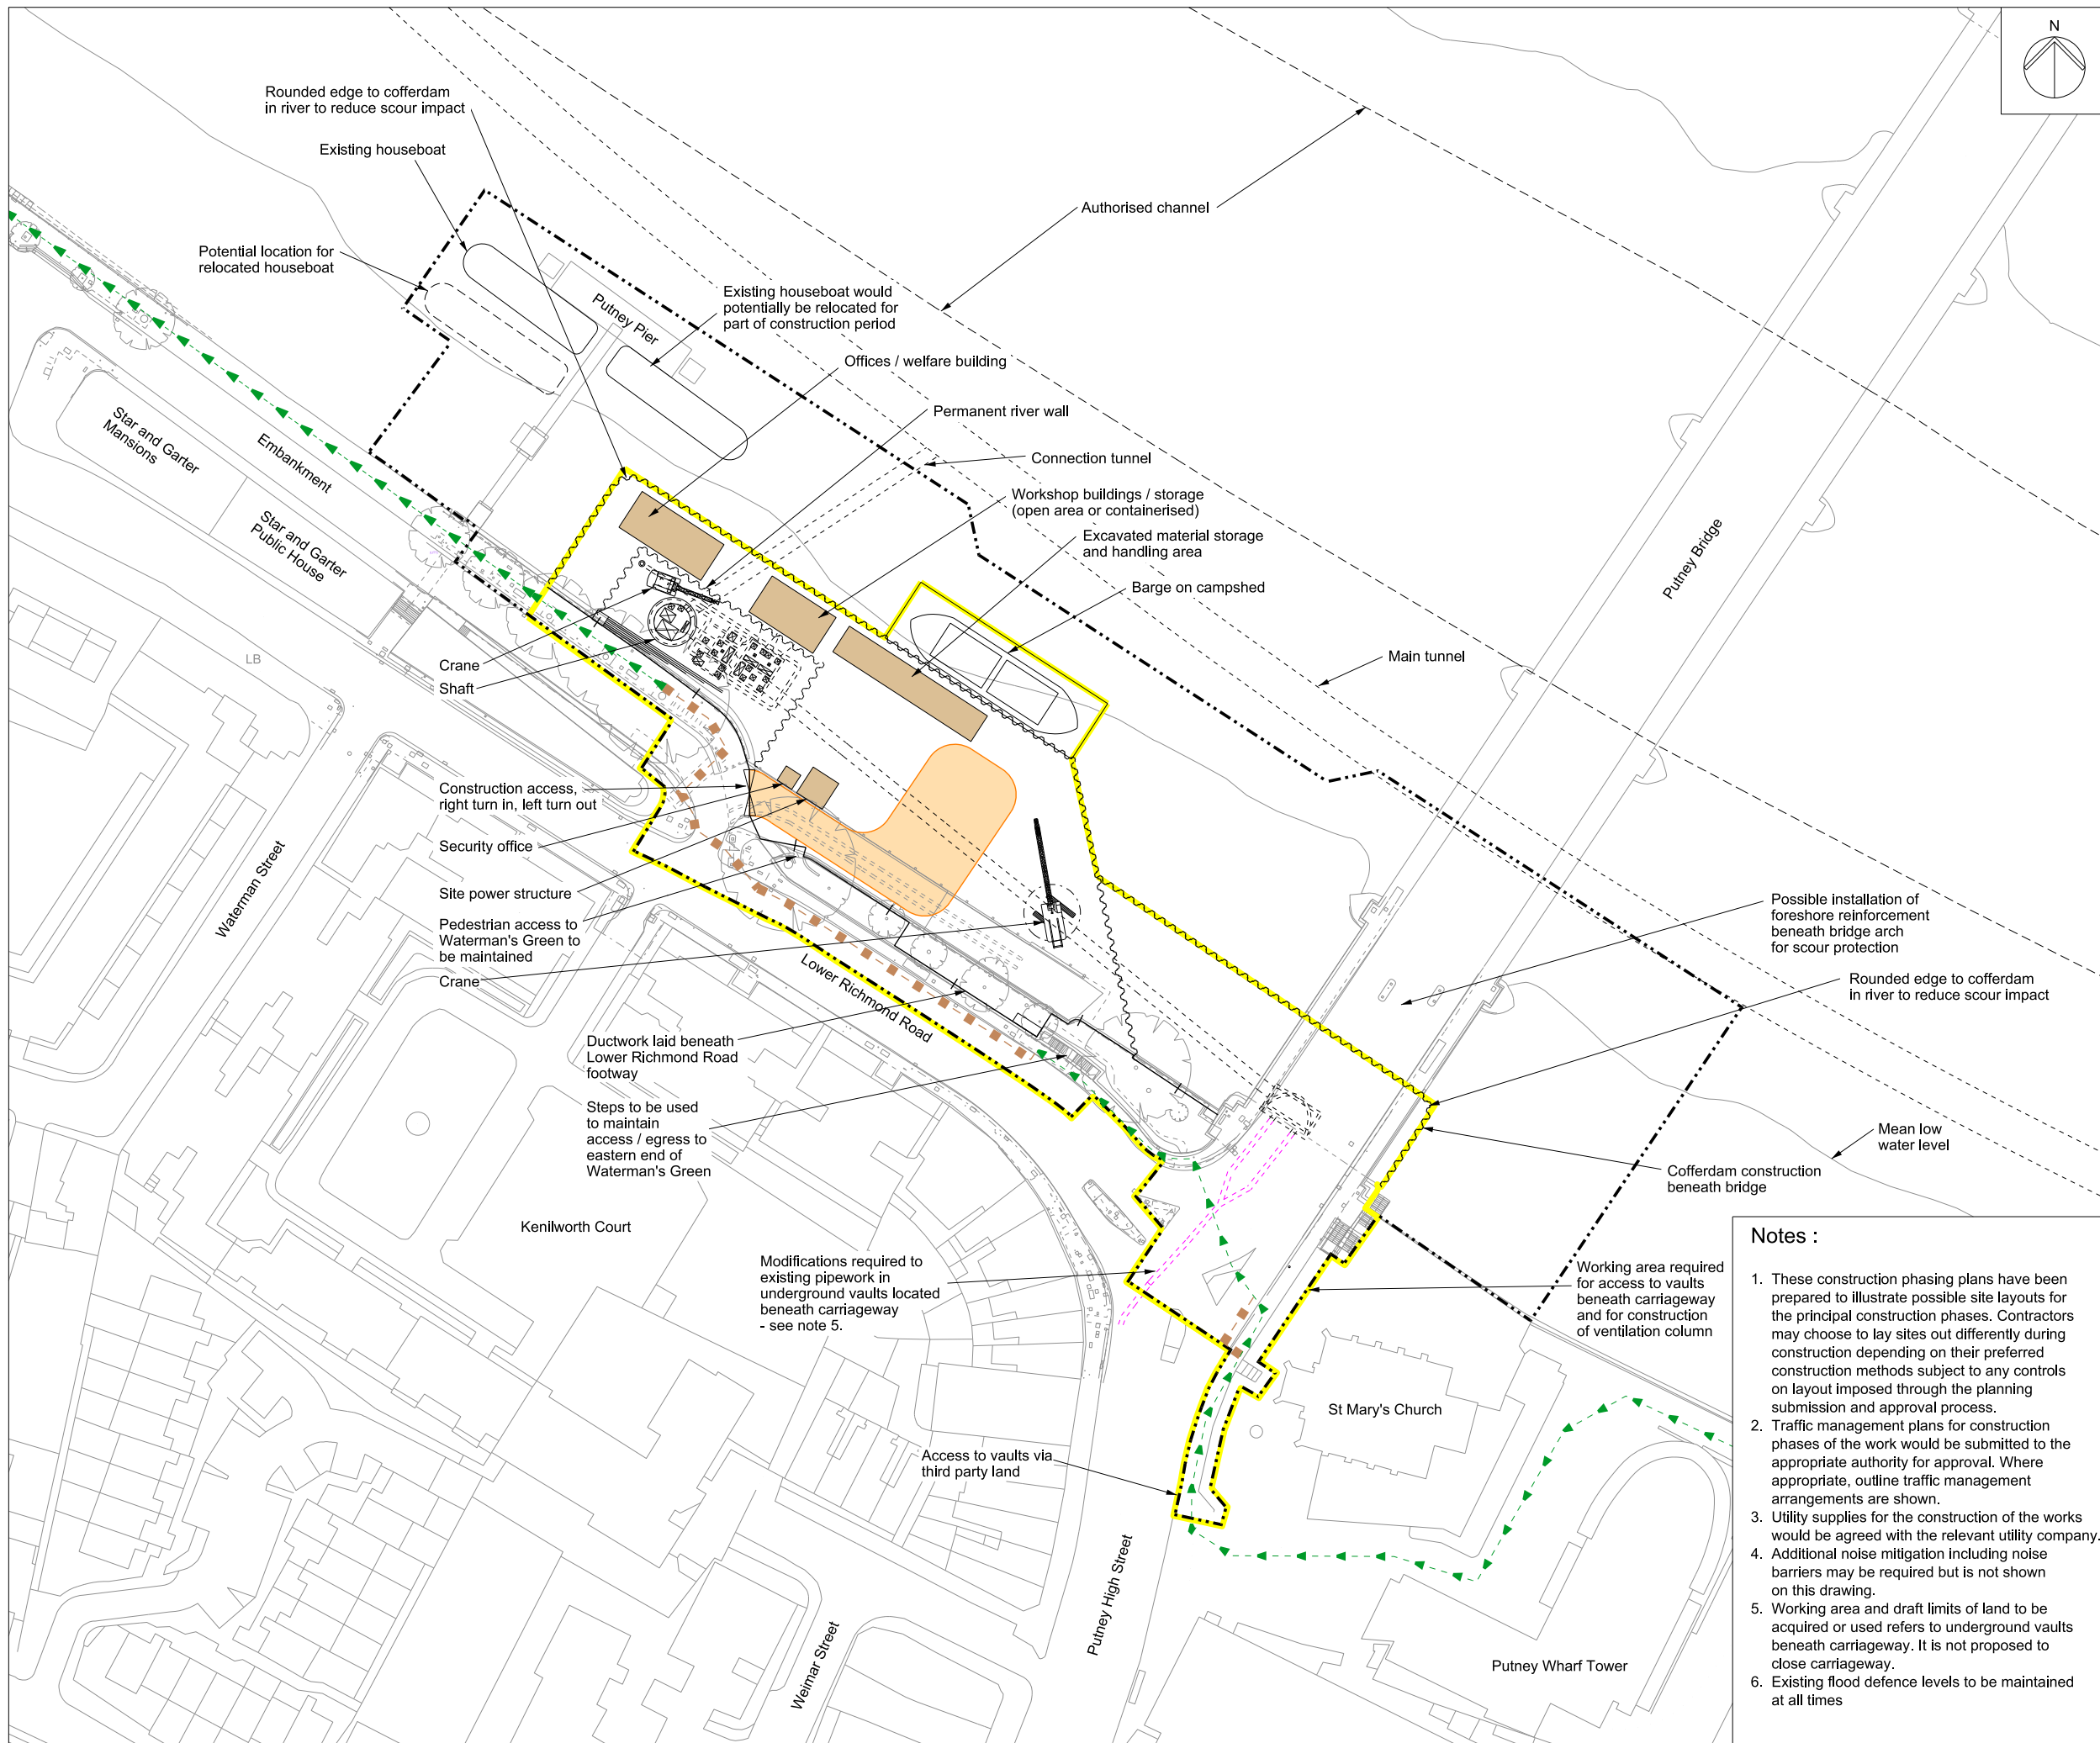 N
Rounded edge to cofferdam
in river to reduce scour impact
Existing houseboat
Authorised channel
Potential location for
relocated houseboat
Existing houseboat would
potentially be relocated for
part of construction period
Putney Pier
Offices / welfare building
Permanent river wall
Connection tunnel
Workshop buildings / storage
(open area or containerised)
Excavated material storage
and handling area
Barge on campshed
Main tunnel
Putney Bridge
Star and Garter
Mansions
Embankment
Star and Garter
Public House
LB
Crane
Shaft
Construction access,
right turn in, left turn out
Security office
Site power structure
Pedestrian access to
Waterman's Green to
be maintained
Crane
Waterman Street
Lower Richmond Road
Ductwork laid beneath
Lower Richmond Road
footway
Steps to be used
to maintain
access / egress to
eastern end of
Waterman's Green
Kenilworth Court
Modifications required to
existing pipework in
underground vaults located
beneath carriageway
- see note 5.
Possible installation of
foreshore reinforcement
beneath bridge arch
for scour protection
Rounded edge to cofferdam
in river to reduce scour impact
Mean low
water level
Cofferdam construction
beneath bridge
Working area required
for access to vaults
beneath carriageway
and for construction
of ventilation column
St Mary's Church
Access to vaults via
third party land
Putney High Street
Weimar Street
Putney Wharf Tower
Notes :
1. These construction phasing plans have been
prepared to illustrate possible site layouts for
the principal construction phases. Contractors
may choose to lay sites out differently during
construction depending on their preferred
construction methods subject to any controls
on layout imposed through the planning
submission and approval process.
2. Traffic management plans for construction
phases of the work would be submitted to the
appropriate authority for approval. Where
appropriate, outline traffic management
arrangements are shown.
3. Utility supplies for the construction of the works
would be agreed with the relevant utility company.
4. Additional noise mitigation including noise
barriers may be required but is not shown
on this drawing.
5. Working area and draft limits of land to be
acquired or used refers to underground vaults
beneath carriageway. It is not proposed to
close carriageway.
6. Existing flood defence levels to be maintained
at all times